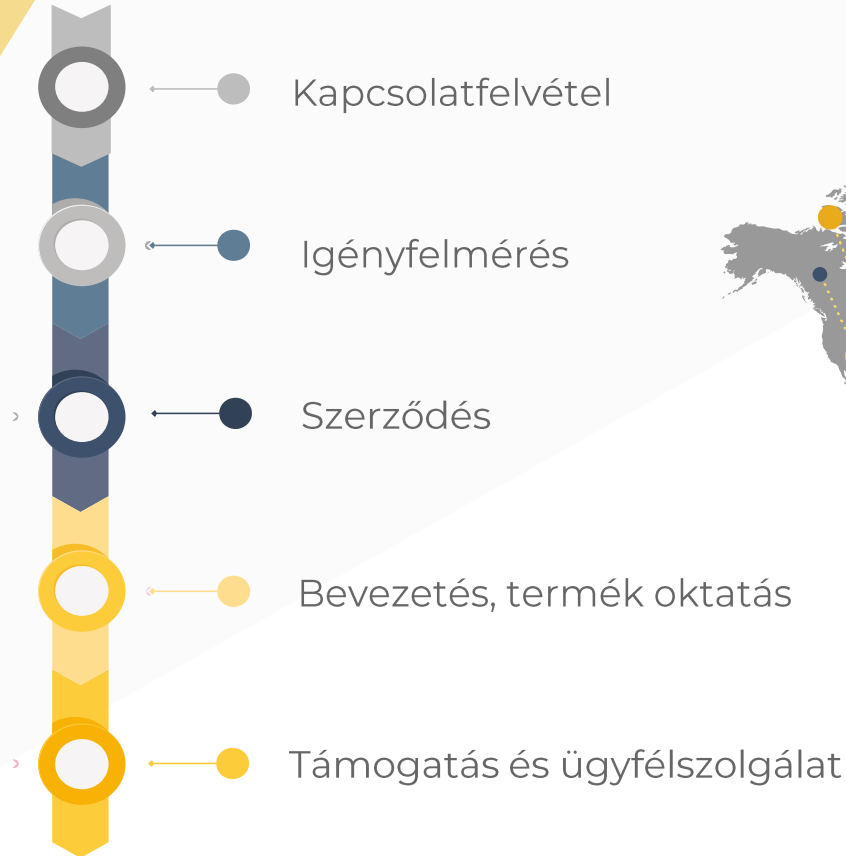 Kapcsolatfelvétel
Igényfelmérés
Szerződés
Bevezetés, termék oktatás
Támogatás és ügyfélszolgálat